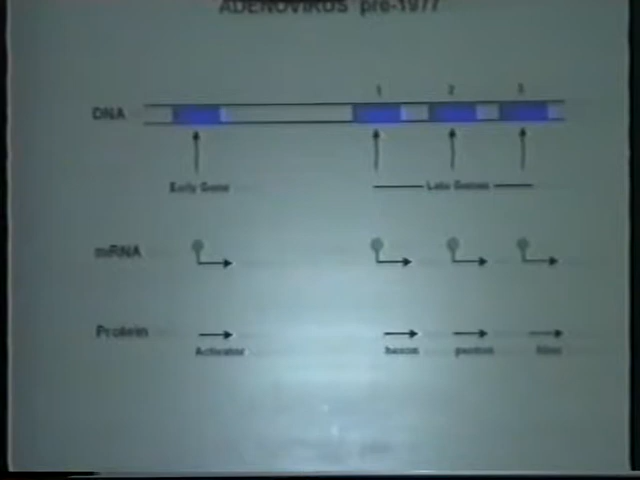 ADENOVIRUS pre-1977
1 2 3
DNA
Early Gene Late Genes
mRNA
Protein
Activator hexon penton fiber